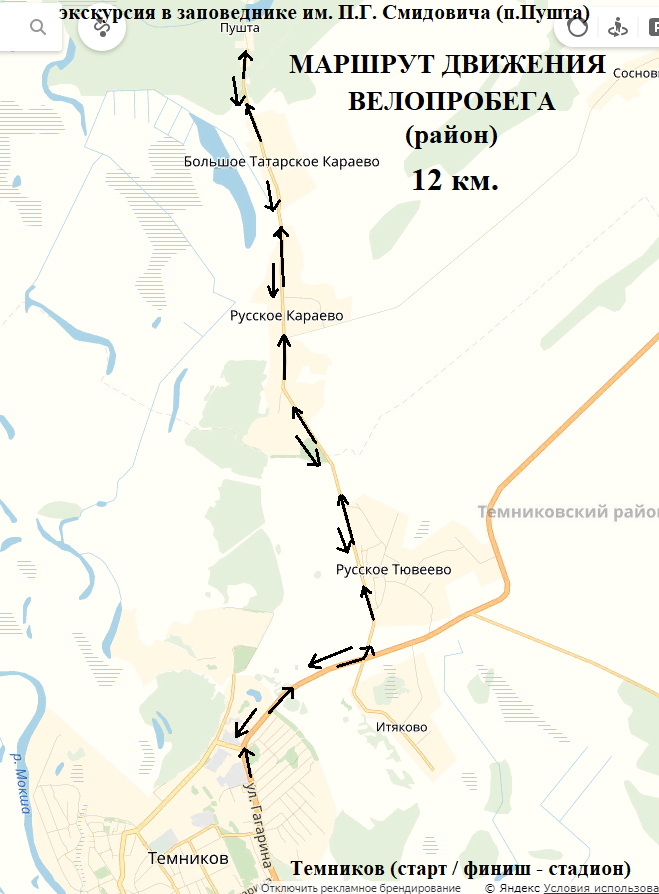 экскурсия в заповеднике им. П.Г. Смидовича (п.Пушта)
Пушта
МАРШРУТ ДВИЖЕНИЯ
ВЕЛОПРОБЕГА
(район)
12 км.
Сосновк
Большое Татарское Караево
Русское Караево
Темниковский район
Русское Тювеево
Итяково
р. Мокша
ул. Гагарина
Темников
Темников (старт / финиш - стадион)
Отключить рекламное брендирование
© Яндекс Условия использова